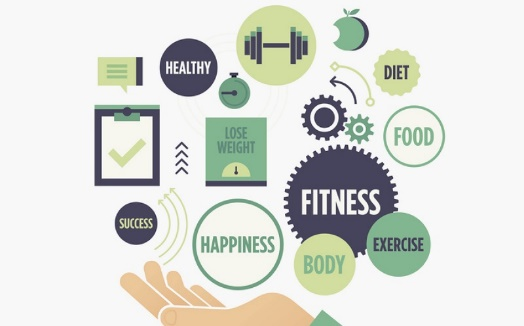 HEALTHY
DIET
FOOD
LOSE
WEIGHT
FITNESS
SUCCESS
HAPPINESS
EXERCISE
BODY